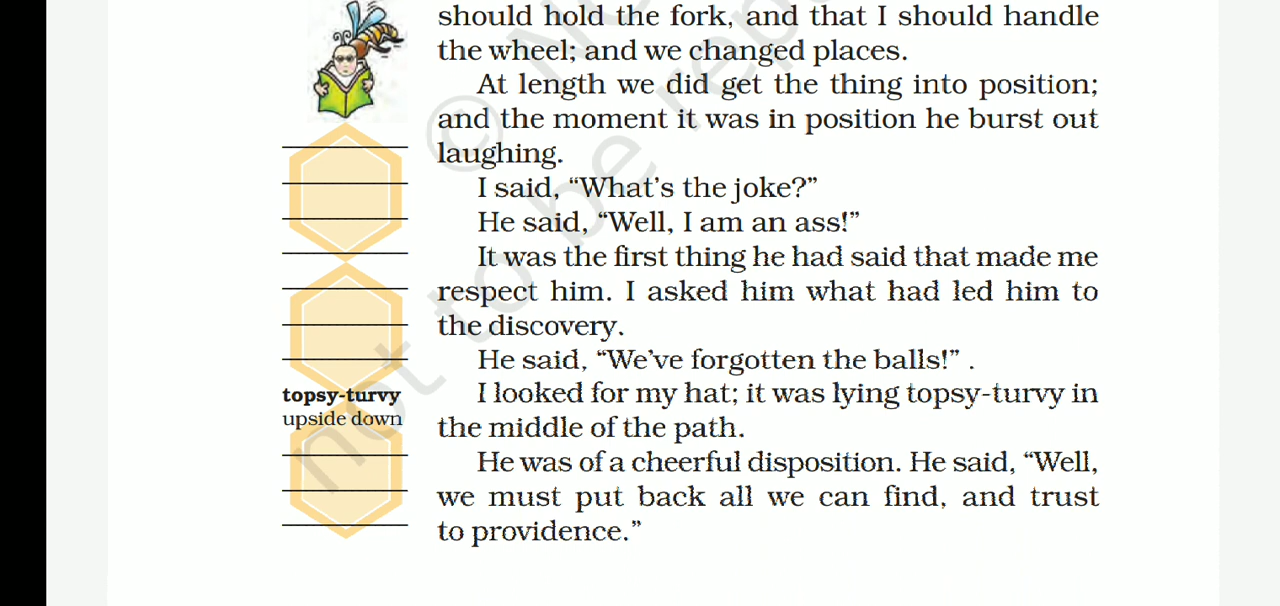 should hold the fork, and that I should handle
the wheel; and we changed places.
At length we did get the thing into position;
and the moment it was in position he burst out
laughing.
I said, “What’s the joke?”
He said, “Well, I am an ass!”
It was the first thing he had said that made me
respect him. I asked him what had led him to
the discovery.
He said, “We’ve forgotten the balls!” .
topsy-turvy
upside down
I looked for my hat; it was lying topsy-turvy in
the middle of the path.
He was of a cheerful disposition. He said, “Well,
we must put back all we can find, and trust
to providence.”
©
not to be rep